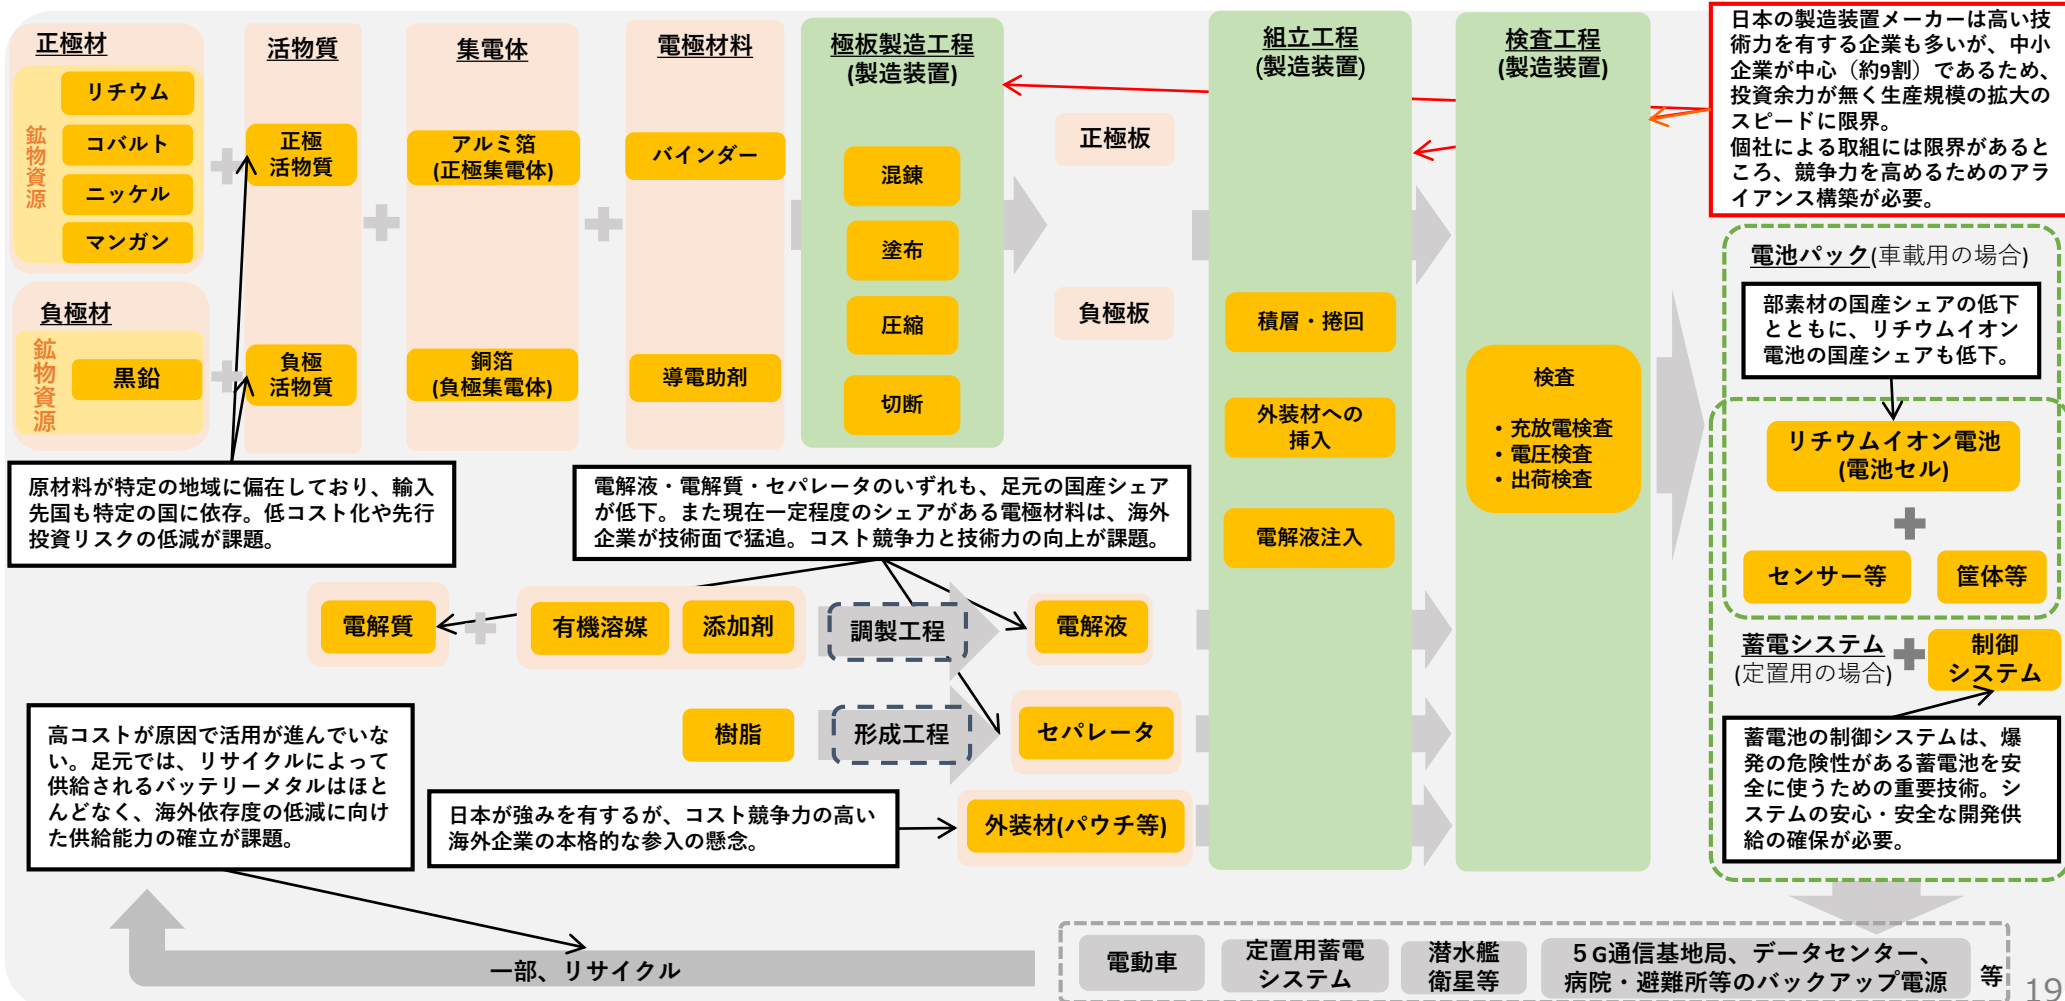 正極材
鉱物資源
リチウム
コバルト
ニッケル
マンガン
負極材
鉱物資源
黒鉛
活物質
正極
活物質
負極
活物質
集電体
アルミ箔
(正極集電体)
銅箔
(負極集電体)
電極材料
バインダー
導電助剤
極板製造工程
(製造装置)
混錬
塗布
圧縮
切断
正極板
負極板
組立工程
(製造装置)
積層・捲回
外装材への
挿入
電解液注入
検査工程
(製造装置)
検査
・充放電検査
・電圧検査
・出荷検査
日本の製造装置メーカーは高い技
術力を有する企業も多いが、中小
企業が中心（約9割）であるため、
投資余力が無く生産規模の拡大の
スピードに限界。
個社による取組には限界があると
ころ、競争力を高めるためのアラ
イアンス構築が必要。
電池パック(車載用の場合)
部素材の国産シェアの低下
とともに、リチウムイオン
電池の国産シェアも低下。
リチウムイオン電池
(電池セル)
センサー等
筐体等
蓄電システム
(定置用の場合)
制御
システム
蓄電池の制御システムは、爆
発の危険性がある蓄電池を安
全に使うための重要技術。シ
ステムの安心・安全な開発供
給の確保が必要。
原材料が特定の地域に偏在しており、輸入
先国も特定の国に依存。低コスト化や先行
投資リスクの低減が課題。
電解液・電解質・セパレータのいずれも、足元の国産シェア
が低下。また現在一定程度のシェアがある電極材料は、海外
企業が技術面で猛追。コスト競争力と技術力の向上が課題。
電解質
有機溶媒
添加剤
調製工程
電解液
樹脂
形成工程
セパレータ
高コストが原因で活用が進んでいな
い。足元では、リサイクルによって
供給されるバッテリーメタルはほと
んどなく、海外依存度の低減に向け
た供給能力の確立が課題。
日本が強みを有するが、コスト競争力の高い
海外企業の本格的な参入の懸念。
外装材(パウチ等)
一部、リサイクル
電動車
定置用蓄電
システム
潜水艦
衛星等
５G通信基地局、データセンター、
病院・避難所等のバックアップ電源
等
19